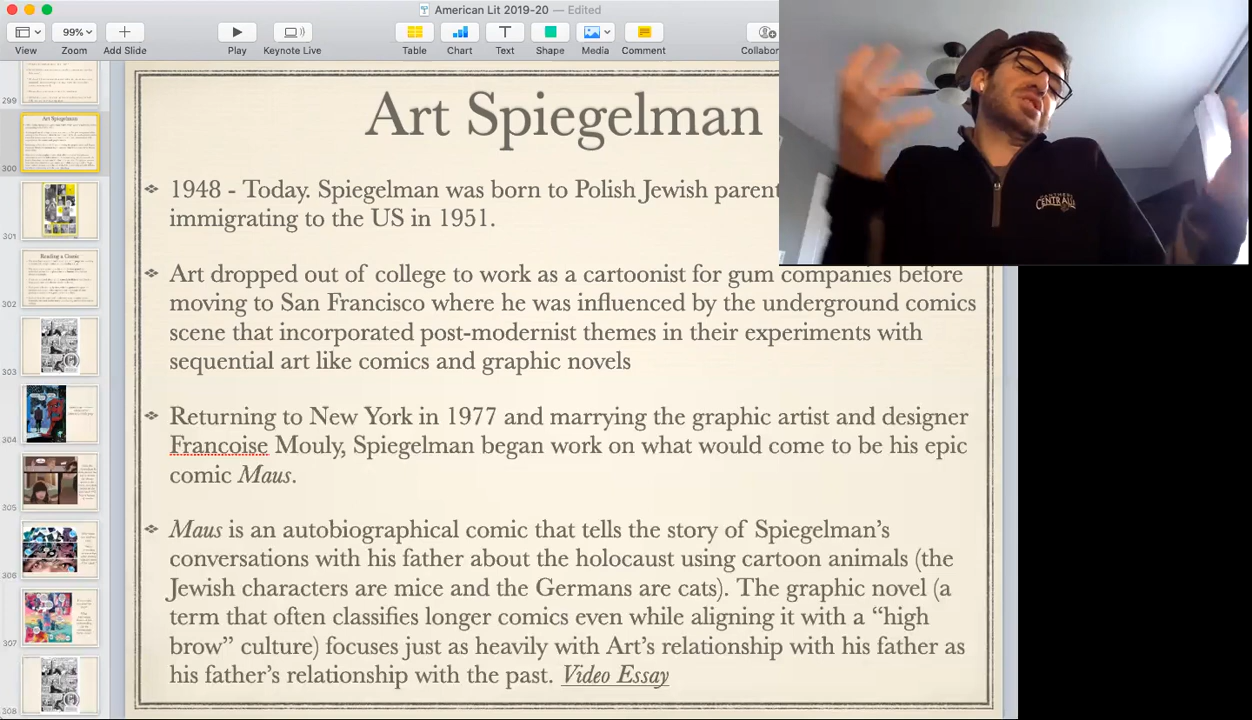 American Lit 2019-20 — Edited
99%
View
Zoom
Add Slide
Play
Keynote Live
Table
Chart
Text
Shape
Media
Comment
Collabor
299
300
301
302
303
304
305
306
307
308
Art Spiegelman
Reading a Comic
Art Spiegelman
1948 - Today. Spiegelman was born to Polish Jewish parent
immigrating to the US in 1951.
Art dropped out of college to work as a cartoonist for gum companies before
moving to San Francisco where he was influenced by the underground comics
scene that incorporated post-modernist themes in their experiments with
sequential art like comics and graphic novels
Returning to New York in 1977 and marrying the graphic artist and designer
Francoise Mouly, Spiegelman began work on what would come to be his epic
comic Maus.
Maus is an autobiographical comic that tells the story of Spiegelman’s
conversations with his father about the holocaust using cartoon animals (the
Jewish characters are mice and the Germans are cats). The graphic novel (a
term that often classifies longer comics even while aligning it with a “high
brow” culture) focuses just as heavily with Art’s relationship with his father as
his father’s relationship with the past. Video Essay
CENTRAL